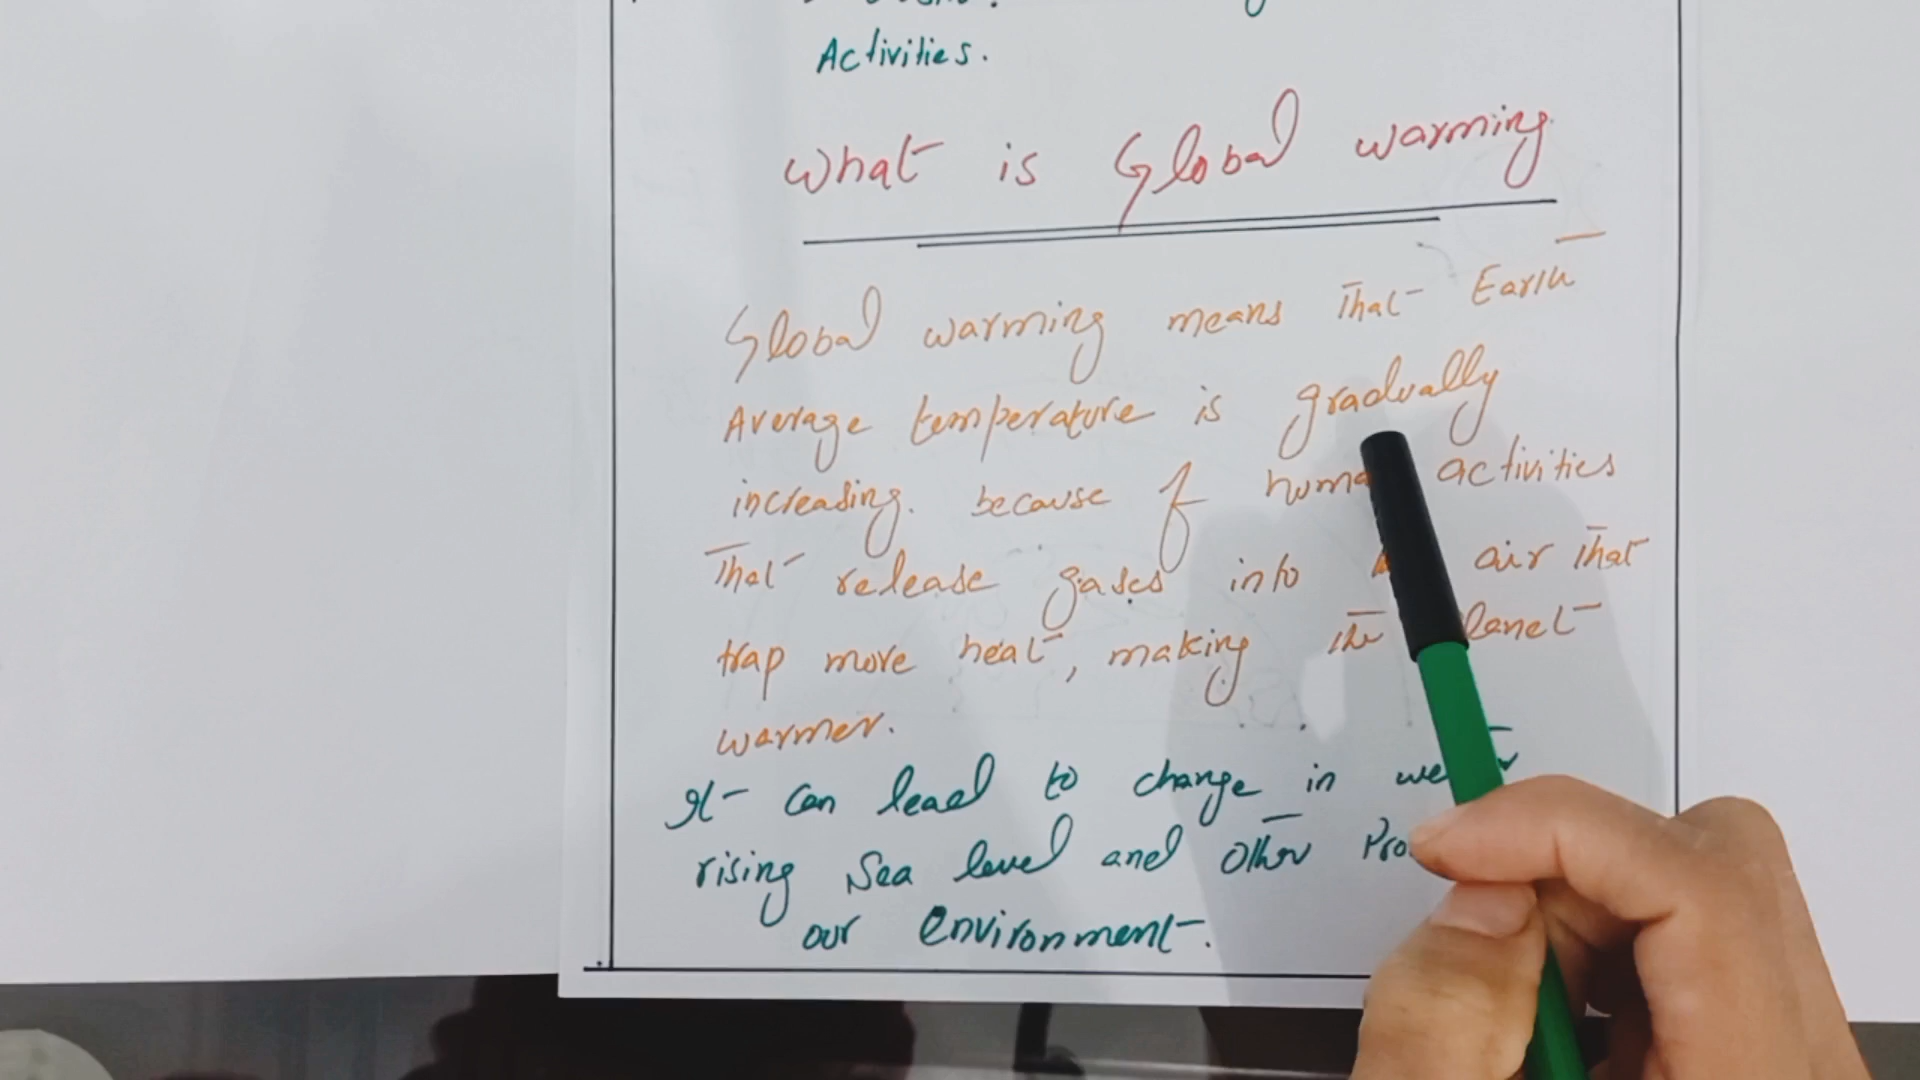 Activities.
What is Global warming
Global warming means that Earth
Average temperature is gradually
increasing. because of human activities
That release gases into air that
trap more heat, making the planet
warmer.
It can lead to change in
rising Sea level and other
our environment.